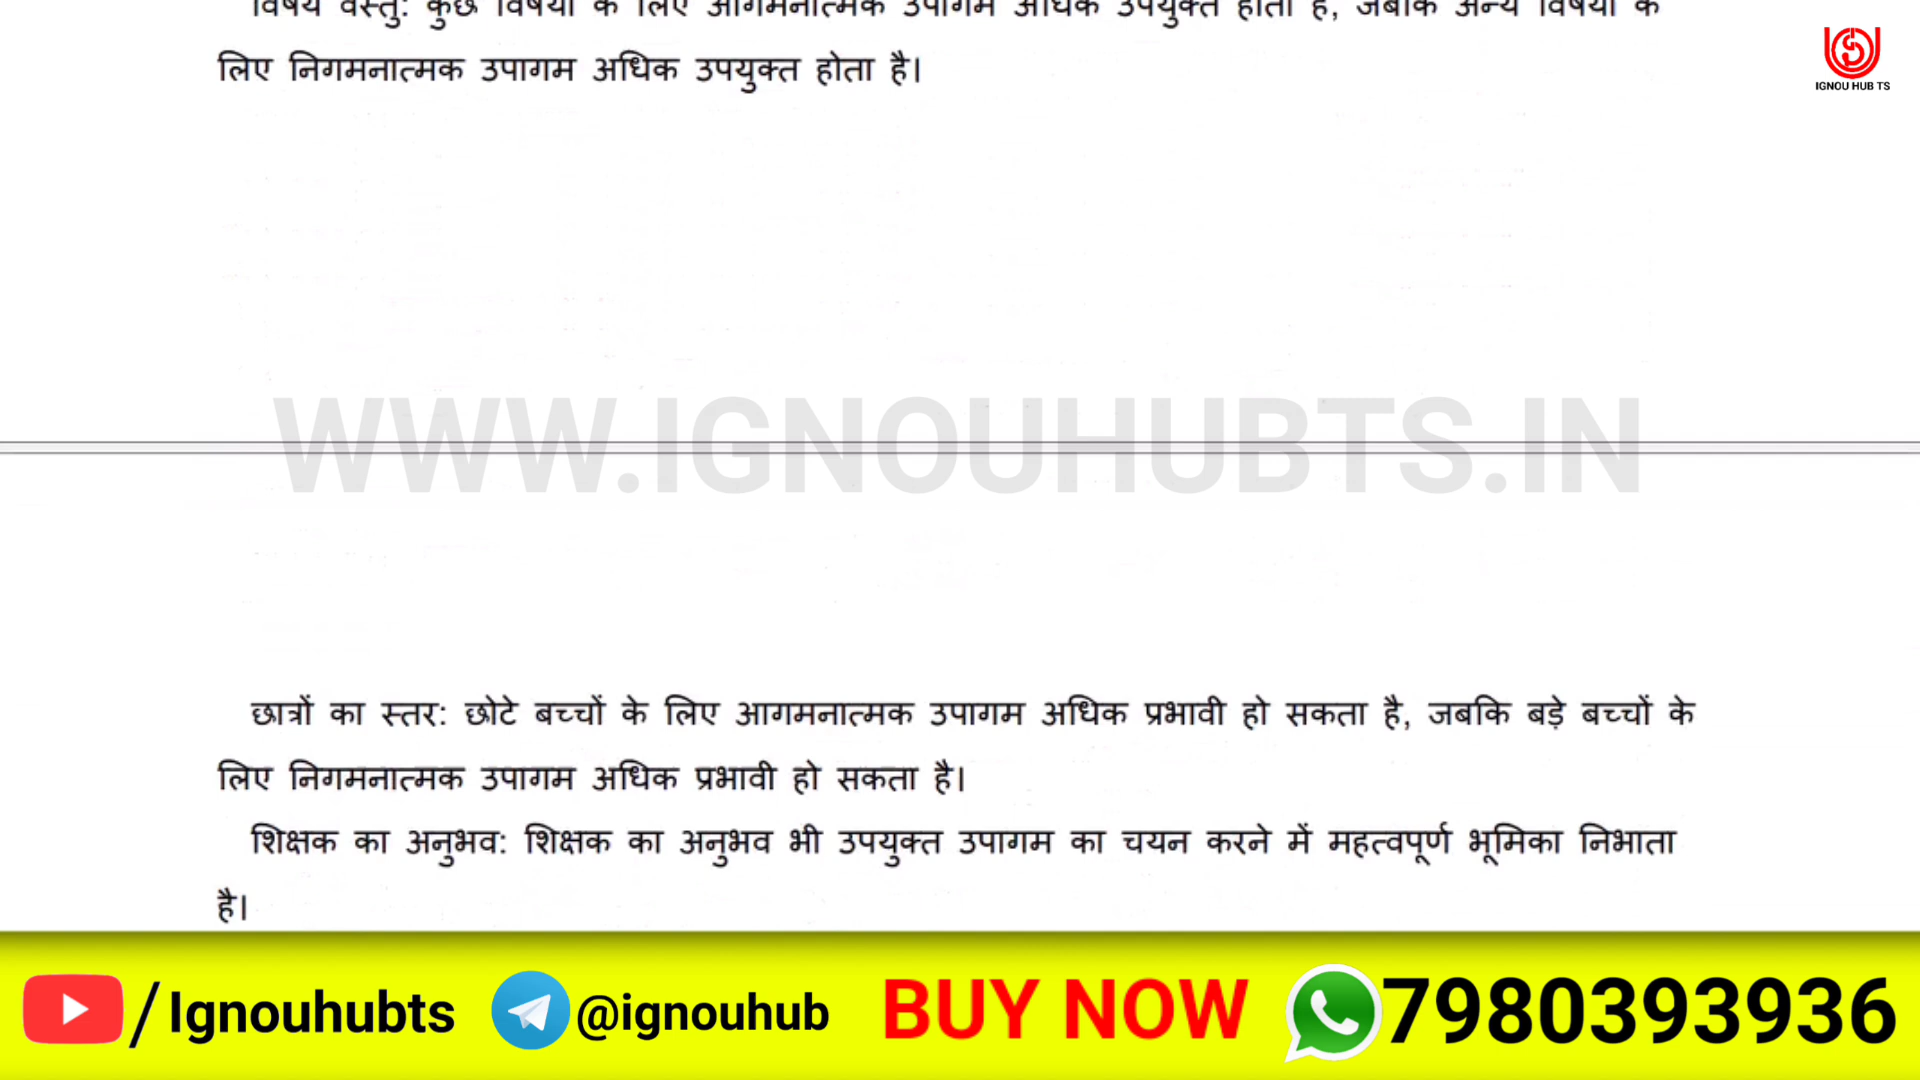 विषय वस्तु: कुछ विषयों के लिए आगमनात्मक उपागम अधिक उपयुक्त होता है, जबकि अन्य विषयों के
लिए निगमनात्मक उपागम अधिक उपयुक्त होता है।
IGNOU HUB TS
WWW.IGNOUHUBTS.IN
छात्रों का स्तर: छोटे बच्चों के लिए आगमनात्मक उपागम अधिक प्रभावी हो सकता है, जबकि बड़े बच्चों के
लिए निगमनात्मक उपागम अधिक प्रभावी हो सकता है।
शिक्षक का अनुभव: शिक्षक का अनुभव भी उपयुक्त उपागम का चयन करने में महत्वपूर्ण भूमिका निभाता
है।
/Ignouhubts @ignouhub BUY NOW 7980393936